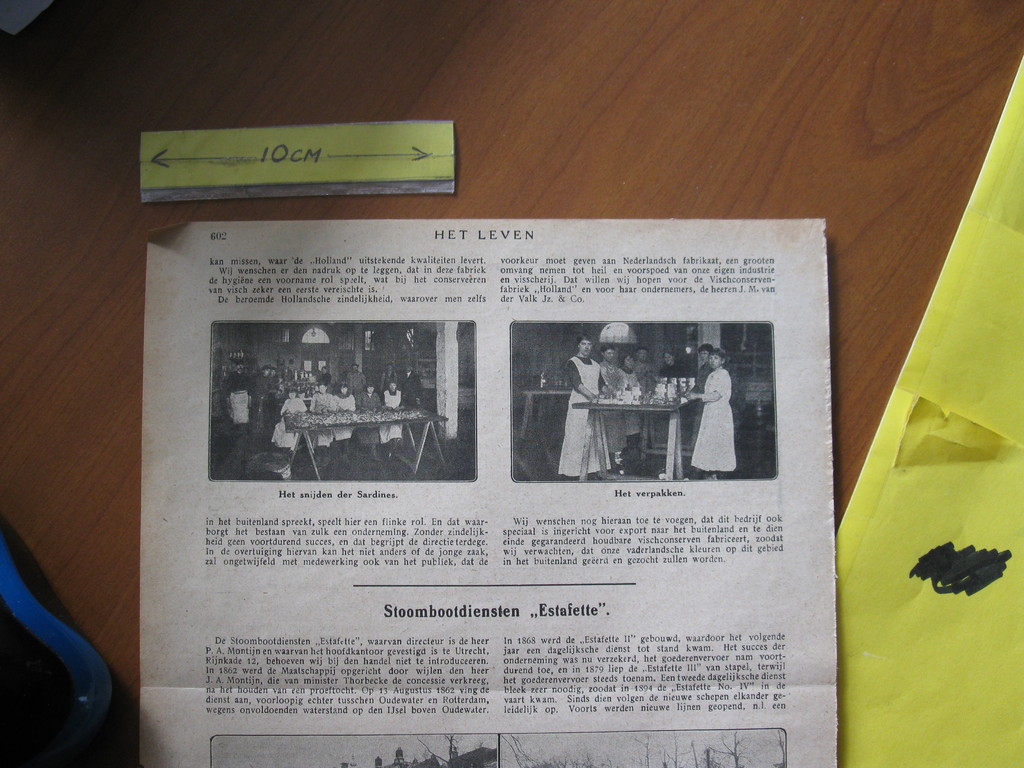 10CM
602
HET LEVEN
kan missen, waar de „Holland" uitstekende kwaliteiten levert.
Wij wenschen er den nadruk op te leggen, dat in deze fabriek
de hygiëne een voorname rol speelt, wat bij het conserveëren
van visch zeker een eerste vereischte is.
De beroemde Hollandsche zindelijkheid, waarover men zelfs
voorkeur moet geven aan Nederlandsch fabrikaat, een grooten
omvang nemen tot heil en voorspoed van onze eigen industrie
en visscherij. Dat willen wij hopen voor de Vischconserven-
fabriek „Holland" en voor haar ondernemers, de heeren J. M. van
der Valk Jz. & Co.
Het snijden der Sardines.
Het verpakken.
in het buitenland spreekt, speelt hier een flinke rol. En dat waar-
borgt het bestaan van zulk een onderneming. Zonder zindelijk-
heid geen voortdurend succes, en dat begrijpt de directie terdege.
In de overtuiging hiervan kan het niet anders of de jonge zaak,
zal ongetwijfeld met medewerking ook van het publiek, dat de
Wij wenschen nog hieraan toe te voegen, dat dit bedrijf ook
speciaal is ingericht voor export naar het buitenland en te dien
einde gegarandeerd houdbare vischconserven fabriceert, zoodat
wij verwachten, dat onze vaderlandsche kleuren op dit gebied
in het buitenland geëerd en gezocht zullen worden.
Stoombootdiensten „Estafette".
De Stoombootdiensten „Estafette", waarvan directeur is de heer
P. A. Montijn en waarvan het hoofdkantoor gevestigd is te Utrecht,
Rijnkade 12, behoeven wij bij den handel niet te introduceeren.
In 1862 werd de Maatschappij opgericht door wijlen den heer
J. A. Montijn, die van minister Thorbecke de concessie verkreeg,
na het houden van een proeftocht. Op 13 Augustus 1862 ving de
dienst aan, voorloopig echter tusschen Oudewater en Rotterdam,
wegens onvoldoenden waterstand op den IJsel boven Oudewater.
In 1868 werd de „Estafette II" gebouwd, waardoor het volgende
jaar een dagelijksche dienst tot stand kwam. Het succes der
onderneming was nu verzekerd, het goederenvervoer nam voort-
durend toe, en in 1879 liep de „Estafette III" van stapel, terwijl
het goederenvervoer steeds toenam. Een tweede dagelijksche dienst
bleek zeer noodig, zoodat in 1894 de „Estafette No. IV" in de
vaart kwam. Sinds dien volgen de nieuwe schepen elkander ge-
leidelijk op. Voorts werden nieuwe lijnen geopend, n.l. een